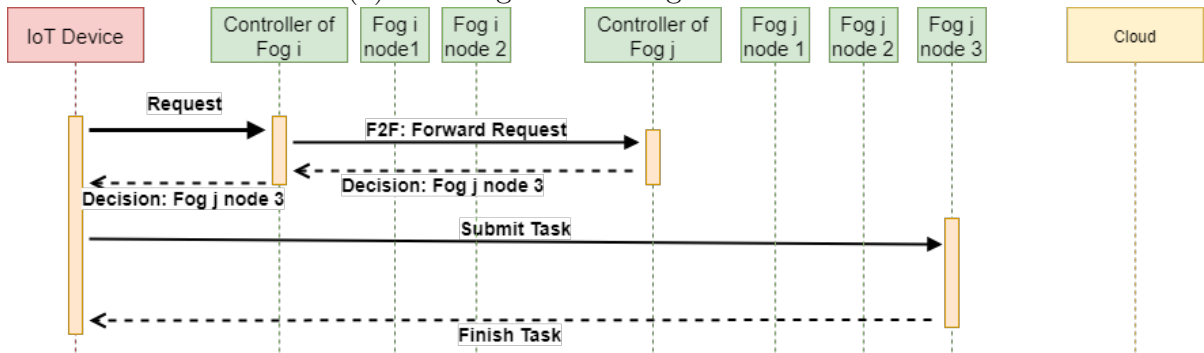 IoT Device
Controller of
Fog i
Fog i
node1
Fog i
node 2
Controller of
Fog j
Fog j
node 1
Fog j
node 2
Fog j
node 3
Cloud
Request
F2F: Forward Request
Decision: Fog j node 3
Decision: Fog j node 3
Submit Task
Finish Task